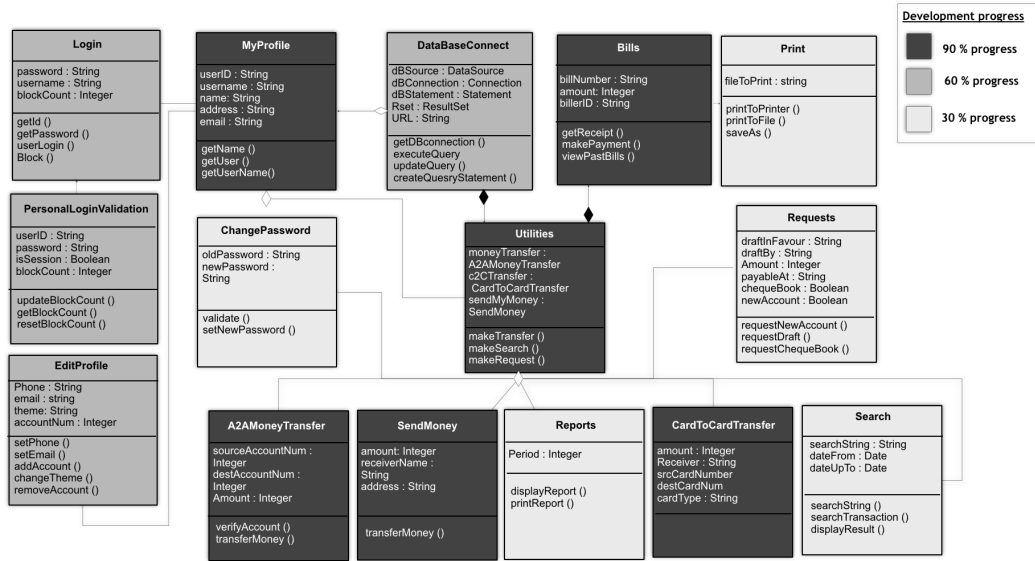 Development progress
90 % progress
60 % progress
30 % progress
Login
password : String
username : String
blockCount : Integer
getId ()
getPassword ()
userLogin ()
Block ()
MyProfile
userID : String
username : String
name: String
address : String
email : String
getName ()
getUser ()
getUserName()
DataBaseConnect
dBSource : DataSource
dBConnection : Connection
dBStatement : Statement
Rset : ResultSet
URL : String
getDBconnection ()
executeQuery
updateQuery ()
createQuesryStatement ()
Bills
billNumber : String
amount: Integer
billerID : String
getReceipt ()
makePayment ()
viewPastBills ()
Print
fileToPrint : string
printToPrinter ()
printToFile ()
saveAs ()
PersonalLoginValidation
userID : String
password : String
isSession : Boolean
blockCount : Integer
updateBlockCount ()
getBlockCount ()
resetBlockCount ()
ChangePassword
oldPassword : String
newPassword :
String
validate ()
setNewPassword ()
Utilities
moneyTransfer :
A2AMoneyTransfer
c2CTransfer :
CardToCardTransfer
sendMyMoney :
SendMoney
makeTransfer ()
makeSearch ()
makeRequest ()
Requests
draftInFavour : String
draftBy : String
Amount : Integer
payableAt : String
chequeBook : Boolean
newAccount : Boolean
requestNewAccount ()
requestDraft ()
requestChequeBook ()
EditProfile
Phone : String
email : string
theme: String
accountNum : Integer
setPhone ()
setEmail ()
addAccount ()
changeTheme ()
removeAccount ()
A2AMoneyTransfer
sourceAccountNum :
Integer
destAccountNum :
Integer
Amount : Integer
verifyAccount ()
transferMoney ()
SendMoney
amount: Integer
receiverName :
String
address : String
transferMoney ()
Reports
Period : Integer
displayReport ()
printReport ()
CardToCardTransfer
amount : Integer
Receiver : String
srcCardNumber
destCardNum
cardType : String
Search
searchString : String
dateFrom : Date
dateUpTo : Date
searchString ()
searchTransaction ()
displayResult ()